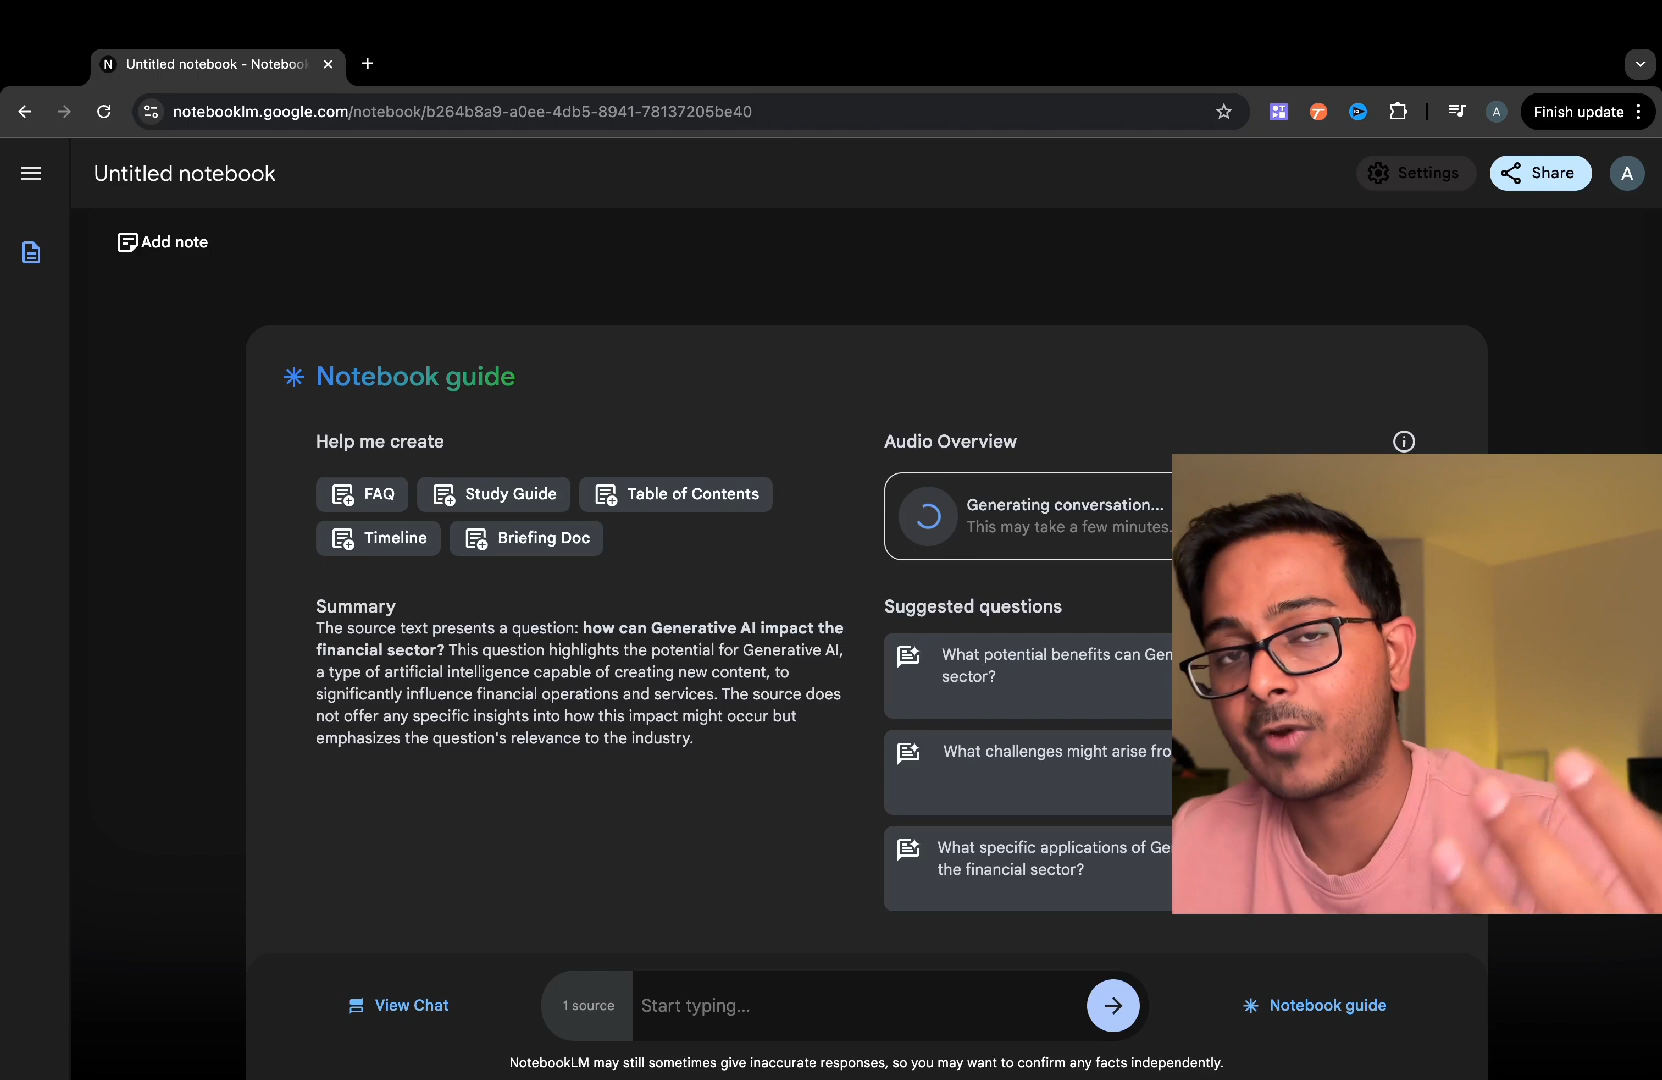 Untitled notebook - Noteboo
notebooklm.google.com/notebook/b264b8a9-a0ee-4db5-8941-78137205be40
A
Finish update
Untitled notebook
Settings
Share
A
Add note
Notebook guide
Help me create
FAQ
Study Guide
Table of Contents
Timeline
Briefing Doc
Summary
The source text presents a question: how can Generative AI impact the
financial sector? This question highlights the potential for Generative AI,
a type of artificial intelligence capable of creating new content, to
significantly influence financial operations and services. The source does
not offer any specific insights into how this impact might occur but
emphasizes the question's relevance to the industry.
Audio Overview
Generating conversation...
This may take a few minutes.
Suggested questions
What potential benefits can Gen
sector?
What challenges might arise fro
What specific applications of Ge
the financial sector?
View Chat
1 source
Start typing...
Notebook guide
NotebookLM may still sometimes give inaccurate responses, so you may want to confirm any facts independently.